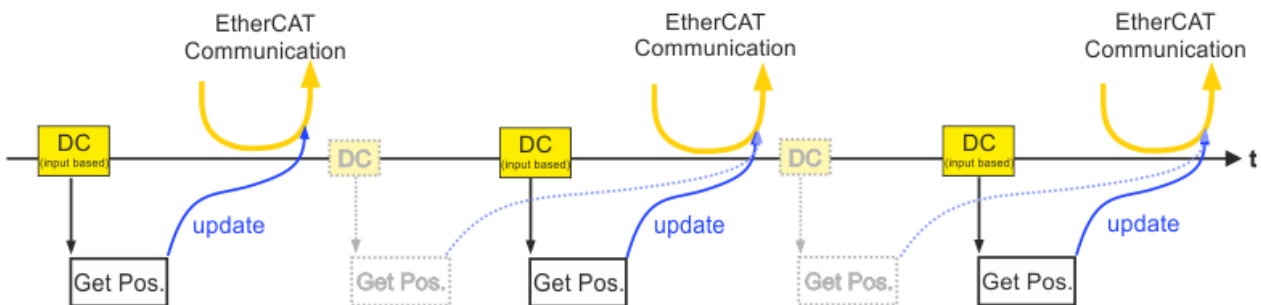 EtherCAT
Communication
EtherCAT
Communication
EtherCAT
Communication
DC
(input based)
DC
DC
(input based)
DC
DC
(input based)
t
update
update
update
Get Pos.
Get Pos.
Get Pos.
Get Pos.
Get Pos.